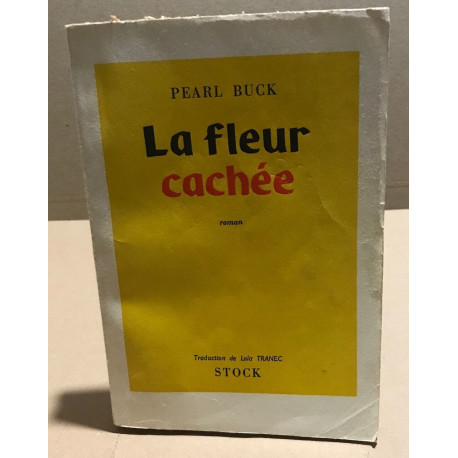 PEARL BUCK
La fleur
cachée
roman
Traduction de Lola TRANEC
STOCK